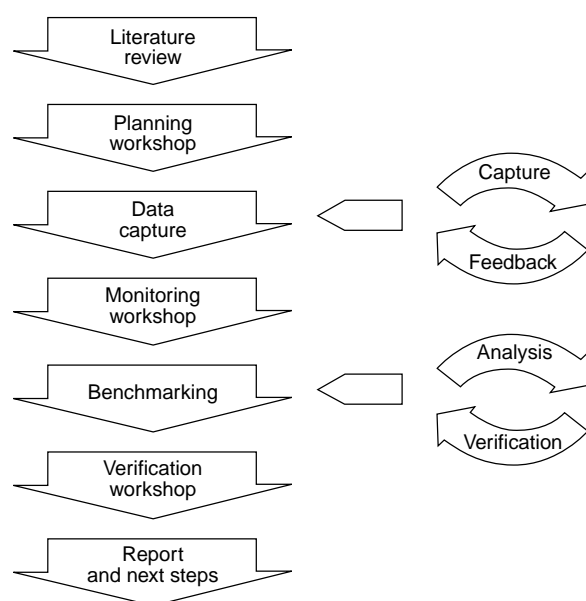 Literature
review
Planning
workshop
Data
capture
Capture
Feedback
Monitoring
workshop
Benchmarking
Analysis
Verification
Verification
workshop
Report
and next steps